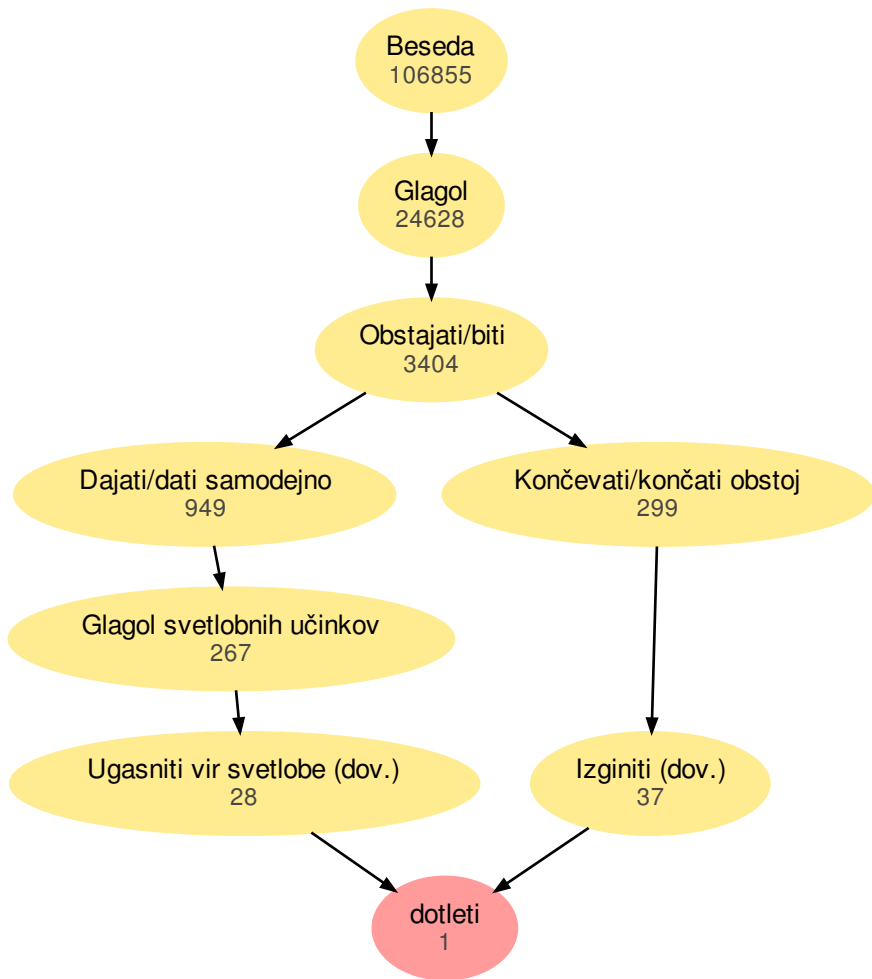 Beseda
106855
Glagol
24628
Obstajati/biti
3404
Dajati/dati samodejno
949
Končevati/končati obstoj
299
Glagol svetlobnih učinkov
267
Ugasniti vir svetlobe (dov.)
28
Izginiti (dov.)
37
dotleti
1